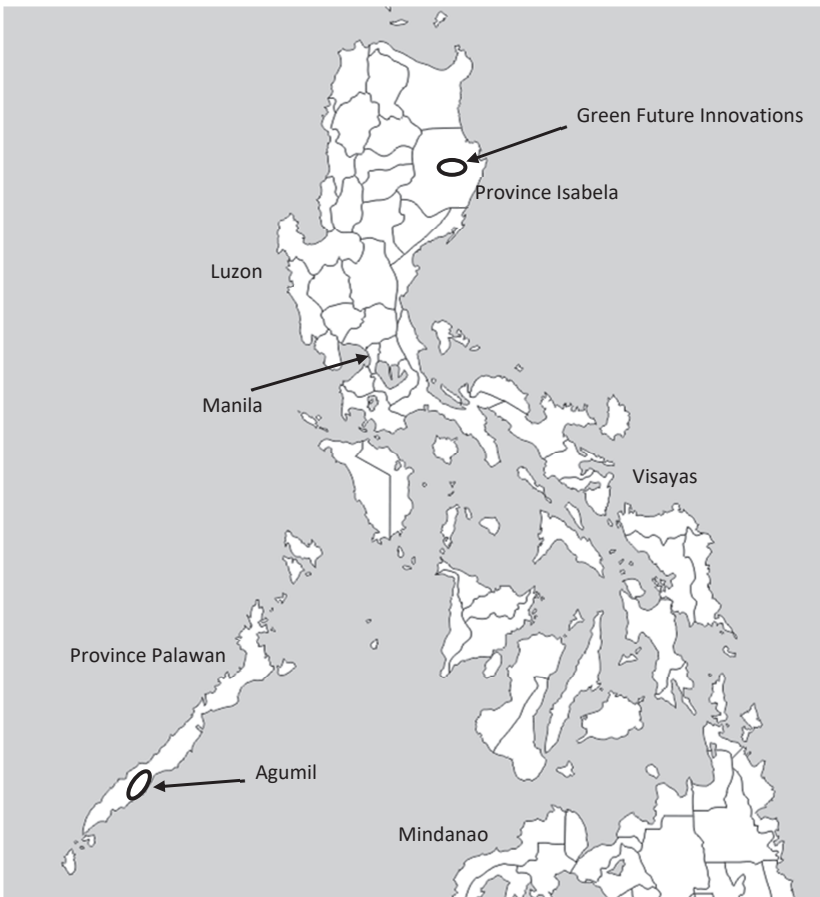 Green Future Innovations
Province Isabela
Luzon
Manila
Visayas
Province Palawan
Agumil
Mindanao